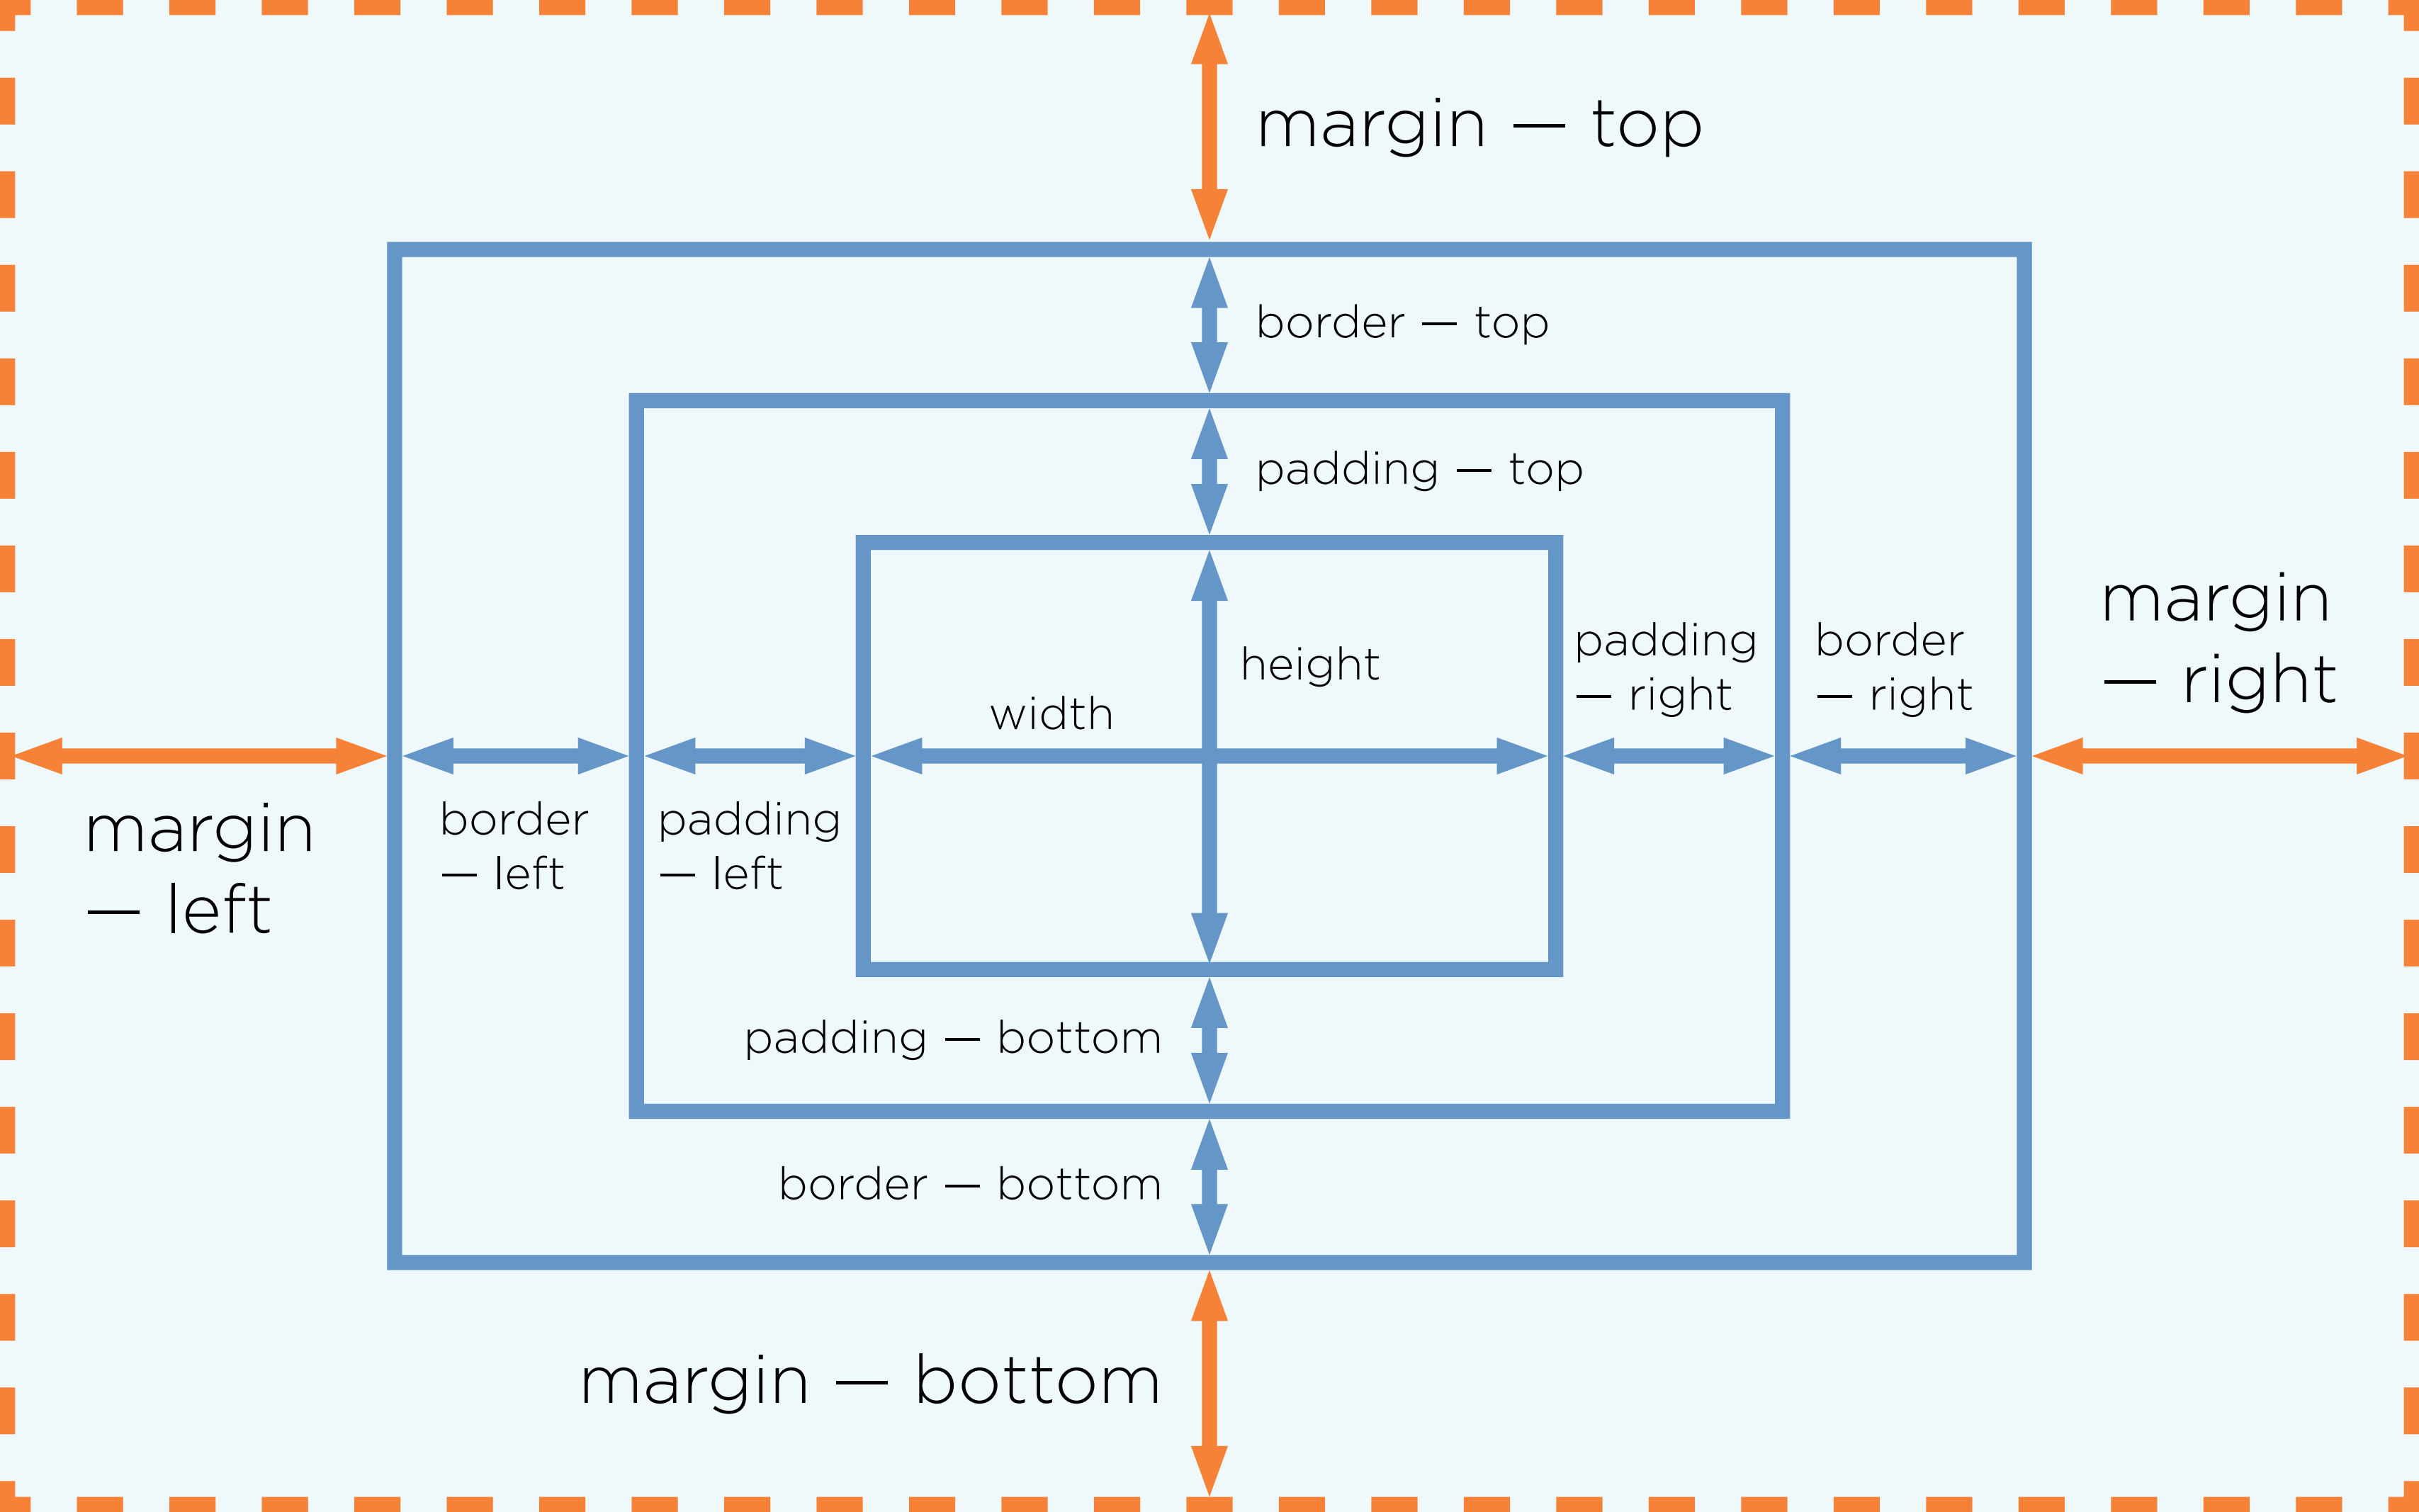 margin — top
border — top
padding — top
margin
— right
padding
— right
border
— right
height
width
margin
— left
border
— left
padding
— left
padding — bottom
border — bottom
margin — bottom